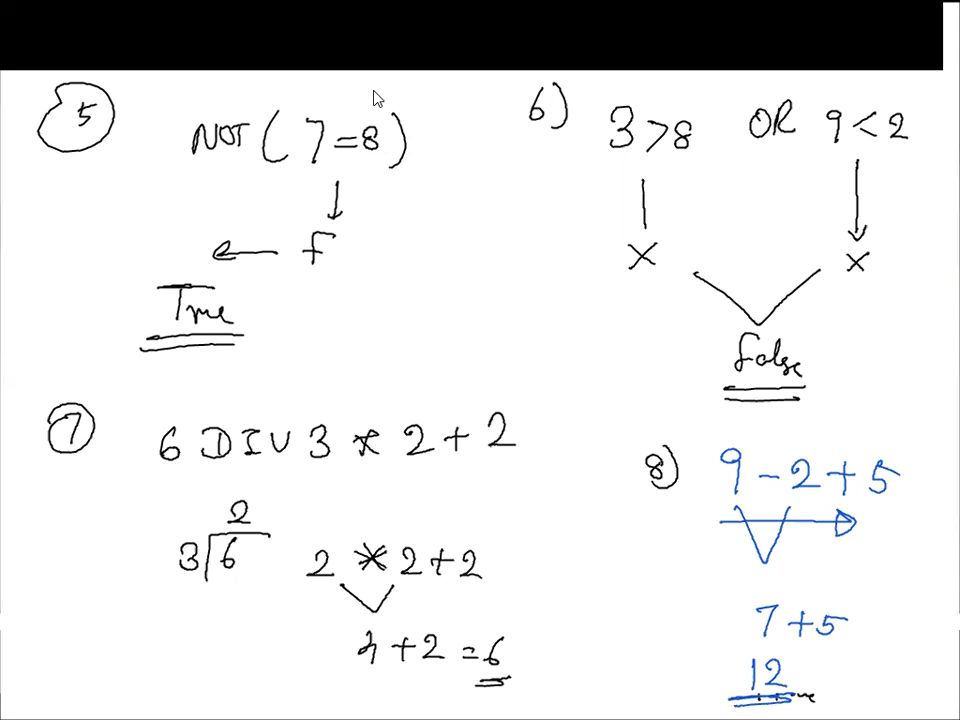 5
NOT ( 7 = 8 )
F
True
6)
3 > 8 OR 9 < 2
x x
False
7
6 DIV 3 * 2 + 2
2
3 6
2 * 2 + 2
4 + 2 = 6
8)
9 - 2 + 5
7 + 5
12